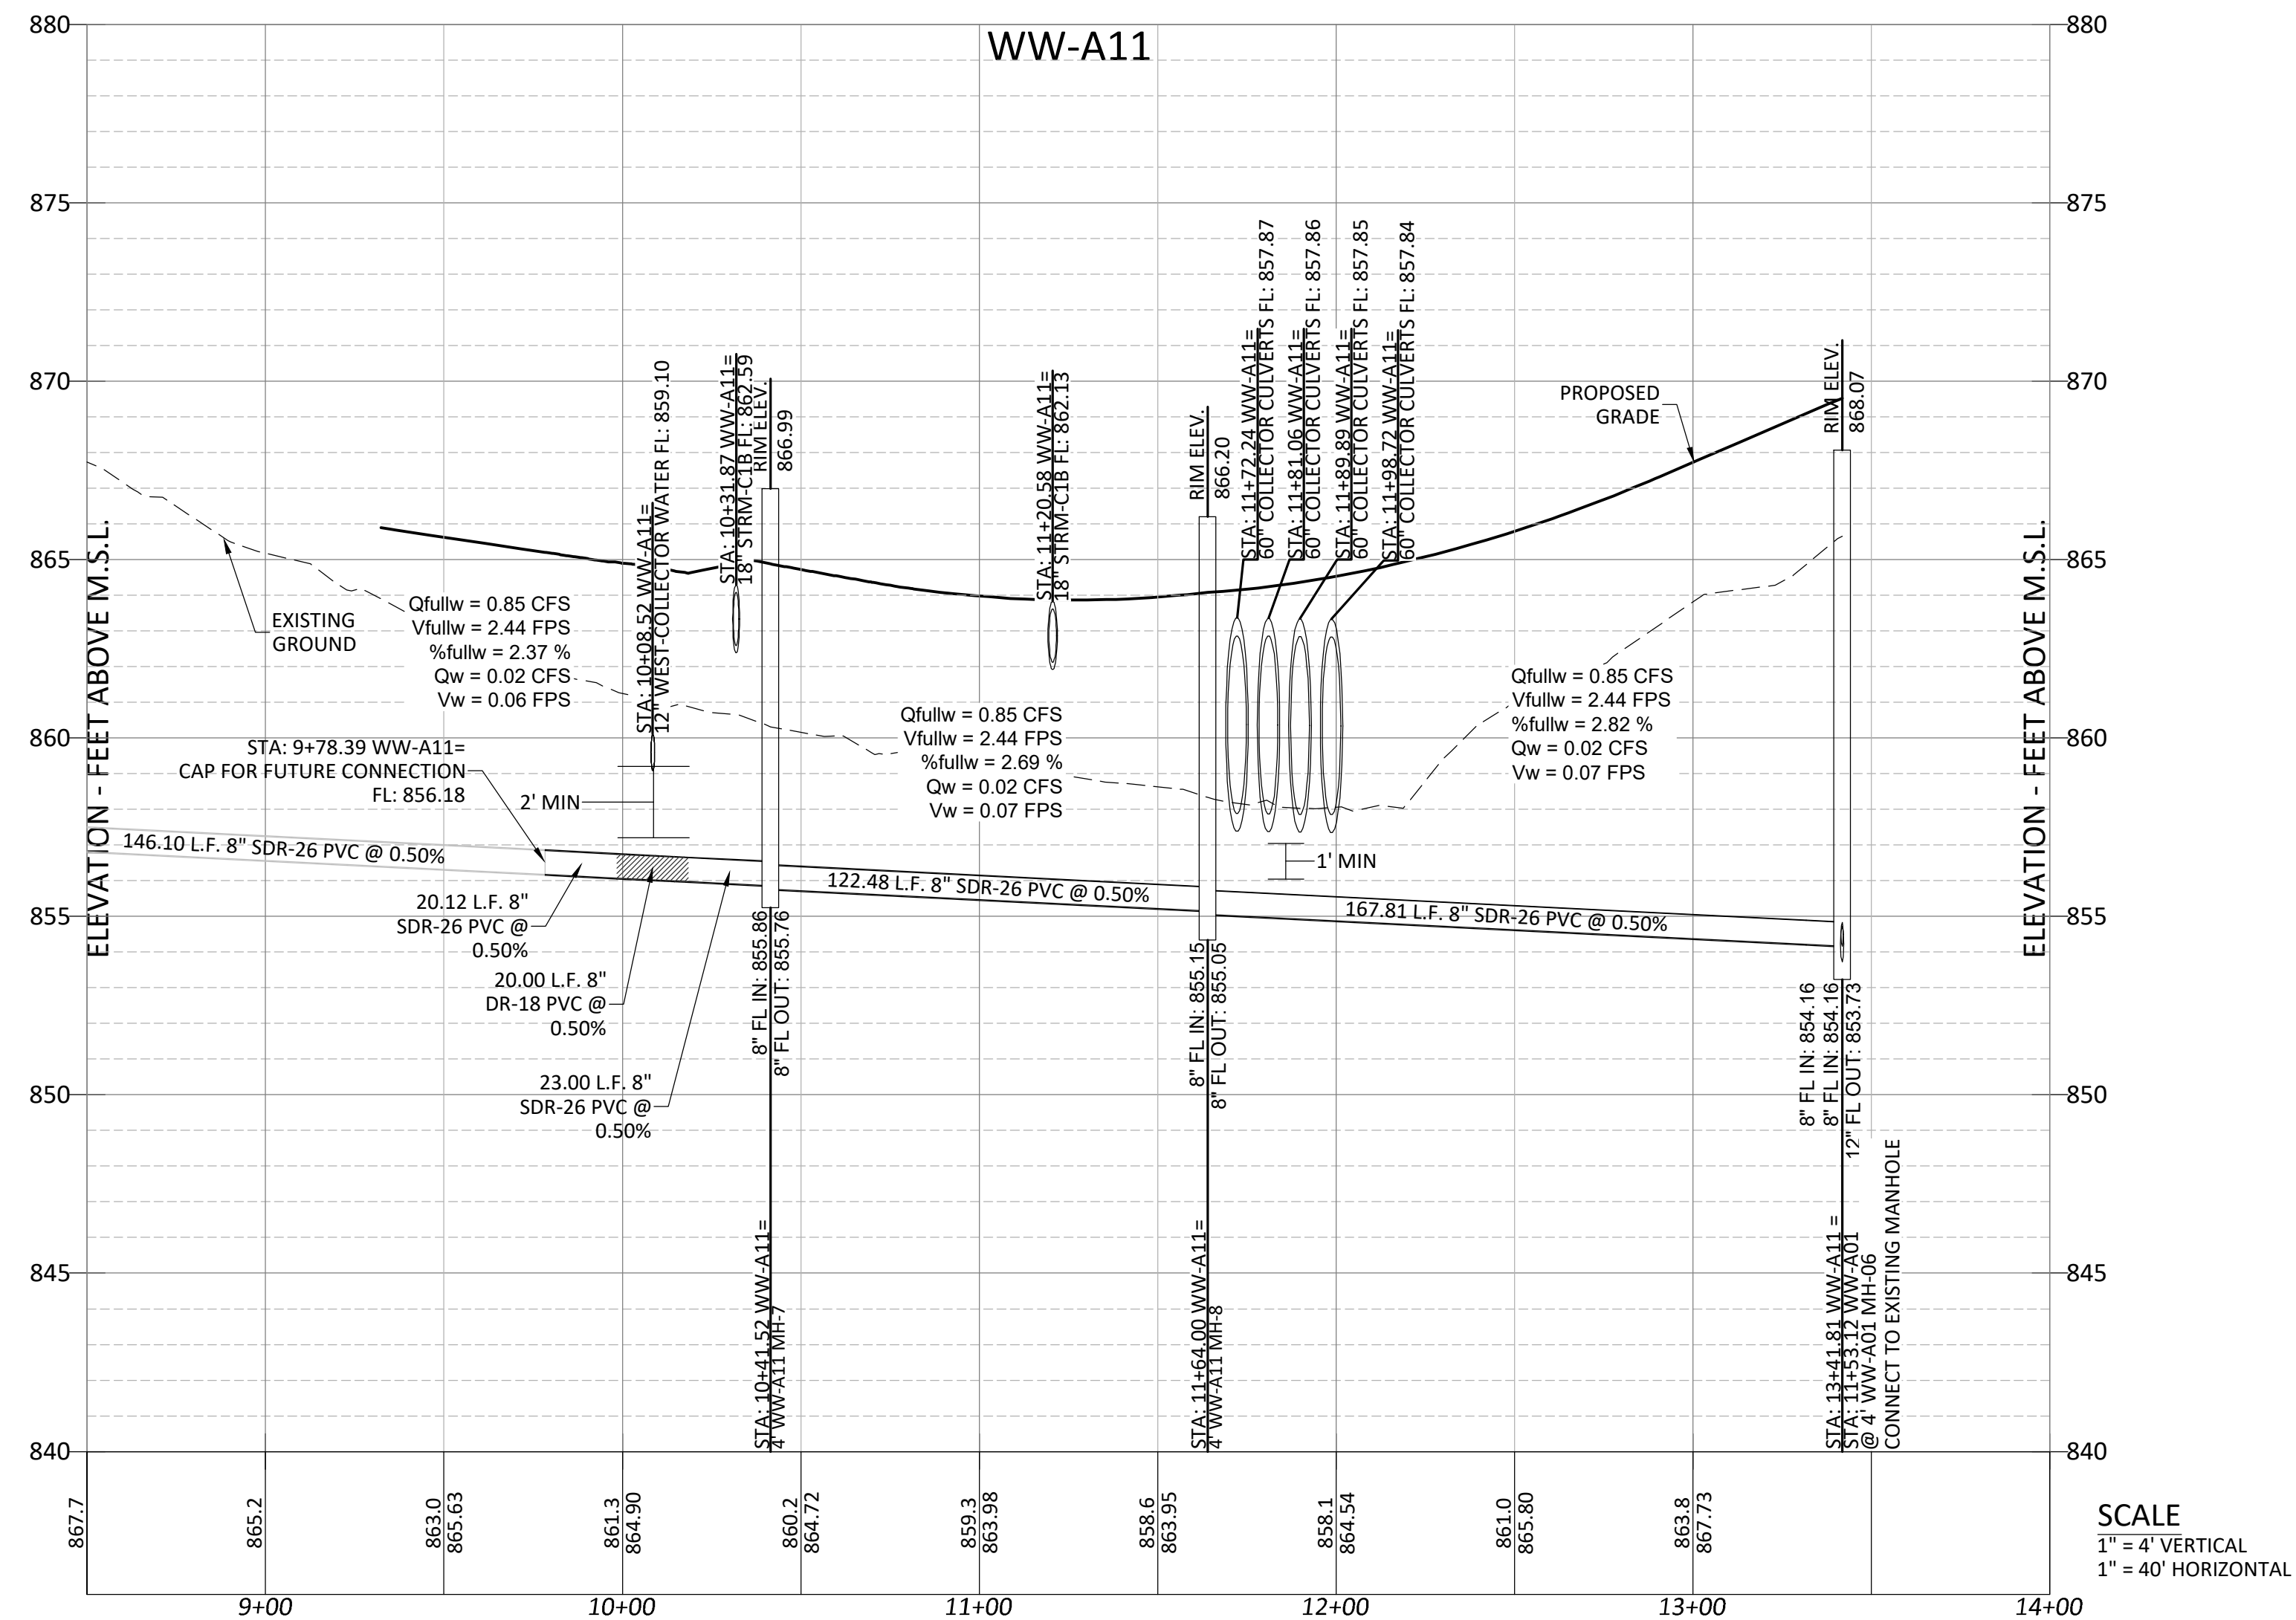 WW-A11
880
875
870
865
860
855
850
845
840
ELEVATION - FEET ABOVE M.S.L.
880
875
870
865
860
855
850
845
840
ELEVATION - FEET ABOVE M.S.L.
EXISTING
GROUND
PROPOSED
GRADE
Qfullw = 0.85 CFS
Vfullw = 2.44 FPS
%fullw = 2.37 %
Qw = 0.02 CFS
Vw = 0.06 FPS
STA: 9+78.39 WW-A11=
CAP FOR FUTURE CONNECTION
FL: 856.18
2' MIN
146.10 L.F. 8" SDR-26 PVC @ 0.50%
20.12 L.F. 8"
SDR-26 PVC @
0.50%
20.00 L.F. 8"
DR-18 PVC @
0.50%
23.00 L.F. 8"
SDR-26 PVC @
0.50%
STA: 10+08.52 WW-A11=
12" WEST-COLLECTOR WATER FL: 859.10
STA: 10+31.87 WW-A11=
18" STRM-C1B FL: 862.59
RIM ELEV.
866.99
8" FL IN: 855.86
8" FL OUT: 855.76
STA: 10+41.52 WW-A11=
4' WW-A11 MH-7
Qfullw = 0.85 CFS
Vfullw = 2.44 FPS
%fullw = 2.69 %
Qw = 0.02 CFS
Vw = 0.07 FPS
122.48 L.F. 8" SDR-26 PVC @ 0.50%
STA: 11+20.58 WW-A11=
18" STRM-C1B FL: 862.13
RIM ELEV.
866.20
8" FL IN: 855.15
8" FL OUT: 855.05
STA: 11+64.00 WW-A11=
4' WW-A11 MH-8
STA: 11+72.24 WW-A11=
60" COLLECTOR CULVERTS FL: 857.87
STA: 11+81.06 WW-A11=
60" COLLECTOR CULVERTS FL: 857.86
STA: 11+89.89 WW-A11=
60" COLLECTOR CULVERTS FL: 857.85
STA: 11+98.72 WW-A11=
60" COLLECTOR CULVERTS FL: 857.84
1' MIN
167.81 L.F. 8" SDR-26 PVC @ 0.50%
Qfullw = 0.85 CFS
Vfullw = 2.44 FPS
%fullw = 2.82 %
Qw = 0.02 CFS
Vw = 0.07 FPS
RIM ELEV.
868.07
8" FL IN: 854.16
8" FL IN: 854.16
12" FL OUT: 853.73
STA: 13+41.81 WW-A11 =
STA: 11+53.12 WW-A01
@ 4' WW-A01 MH-06
CONNECT TO EXISTING MANHOLE
867.7
865.2
863.0
865.63
861.3
864.90
860.2
864.72
859.3
863.98
858.6
863.95
858.1
864.54
861.0
865.80
863.8
867.73
9+00
10+00
11+00
12+00
13+00
14+00
SCALE
1" = 4' VERTICAL
1" = 40' HORIZONTAL